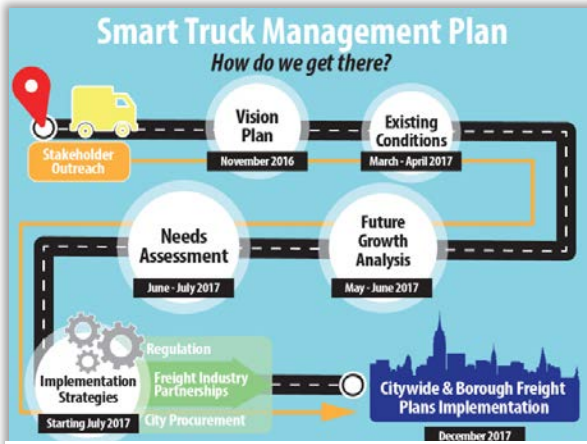 Smart Truck Management Plan
How do we get there?
Stakeholder
Outreach
Vision
Plan
November 2016
Existing
Conditions
March - April 2017
Needs
Assessment
June - July 2017
Future
Growth
Analysis
May - June 2017
Implementation
Strategies
Starting July 2017
Regulation
Freight Industry
Partnerships
City Procurement
Citywide & Borough Freight
Plans Implementation
December 2017